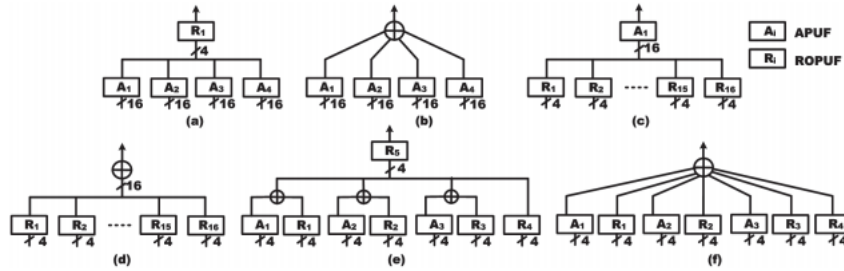 R1
4
A1 A2 A3 A4
16 16 16 16
(a)
A1 A2 A3 A4
16 16 16 16
(b)
A1
16
R1 R2 R15 R16
4 4 4 4
(c)
Ai APUF
Ri ROPUF
16
R1 R2 R15 R16
4 4 4 4
(d)
R5
4
A1 R1 A2 R2 A3 R3 R4
4 4 4 4 4 4 4
(e)
A1 R1 A2 R2 A3 R3 R4
4 4 4 4 4 4 4
(f)